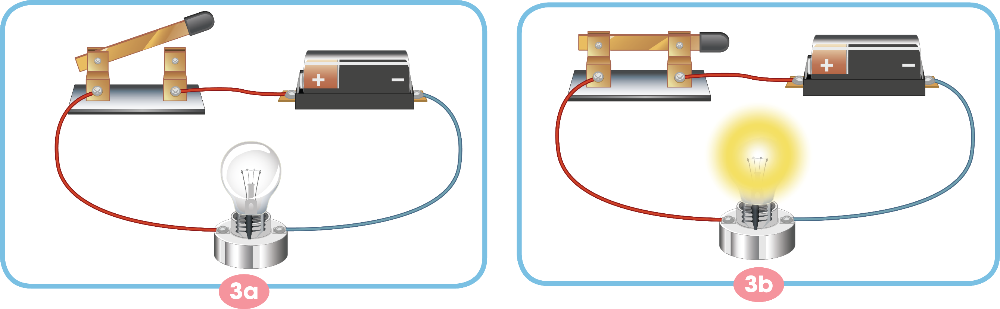 + −
+ −
3a
3b